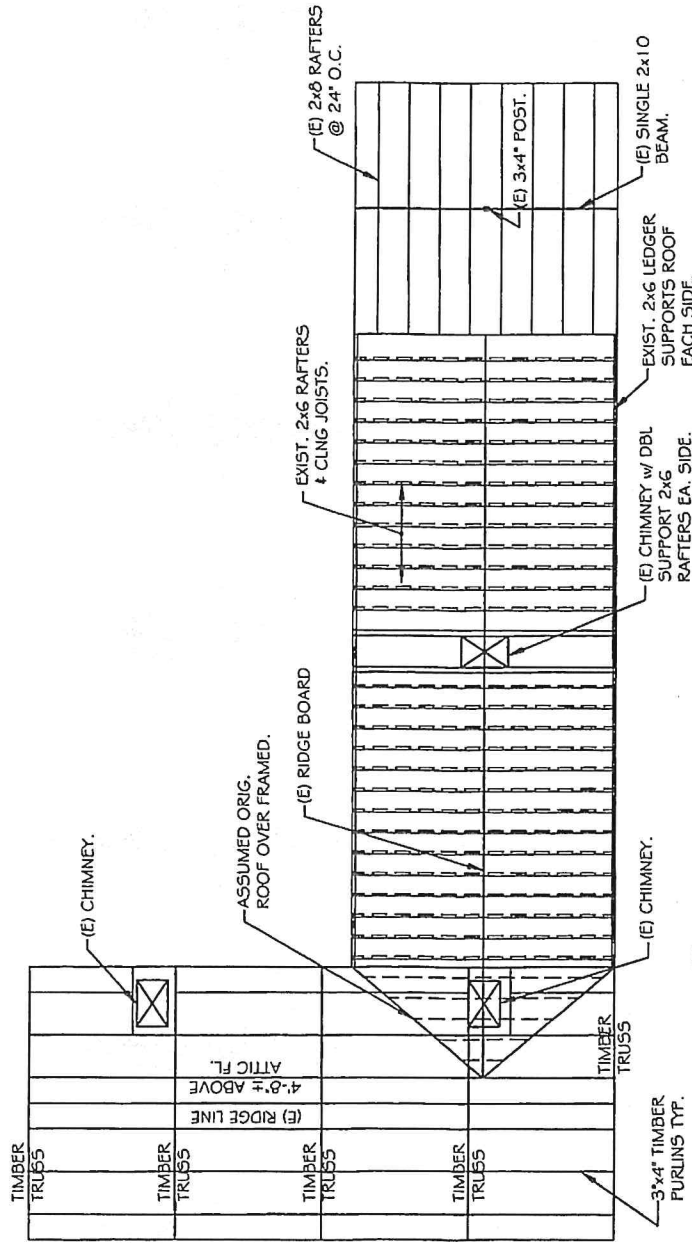 (E) 2x8 RAFTERS
@ 24" O.C.
(E) 3x4" POST.
(E) SINGLE 2x10
BEAM.
EXIST. 2x6 RAFTERS
& CLNG JOISTS.
EXIST. 2x6 LEDGER
SUPPORTS ROOF
EACH SIDE.
(E) CHIMNEY w/ DBL
SUPPORT 2x6
RAFTERS EA. SIDE.
(E) RIDGE BOARD
ASSUMED ORIG.
ROOF OVER FRAMED.
(E) CHIMNEY.
(E) CHIMNEY.
(E) RIDGE LINE
4'-8"± ABOVE
ATTIC FL.
TIMBER
TRUSS
TIMBER
TRUSS
TIMBER
TRUSS
TIMBER
TRUSS
TIMBER
TRUSS
3"x4" TIMBER
PURLINS TYP.